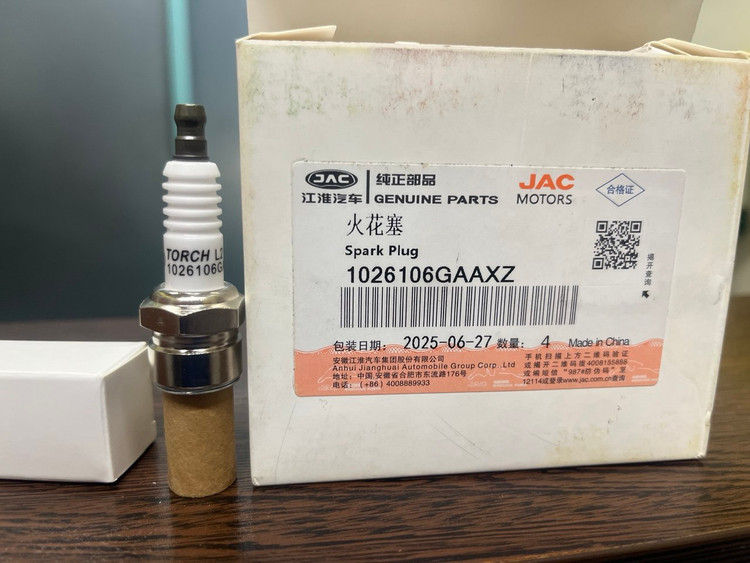 TORCH L2
1026106G
JAC
江淮汽车
纯正部品
GENUINE PARTS
JAC
MOTORS
合格证
火花塞
Spark Plug
1026106GAAXZ
揭开查询
包装日期: 2025-06-27 数量: 4 Made in China
安徽江淮汽车集团股份有限公司
Anhui Jianghuai Automobile Group Corp.,Ltd
地址: 中国.安徽省合肥市东流路176号
电话: (+86) 4008889933
手机扫描上方二维码验证
或揭开二维码拨4008155888
或编短信"987#防伪码"至
12114或登录www.jac.com.cn查询